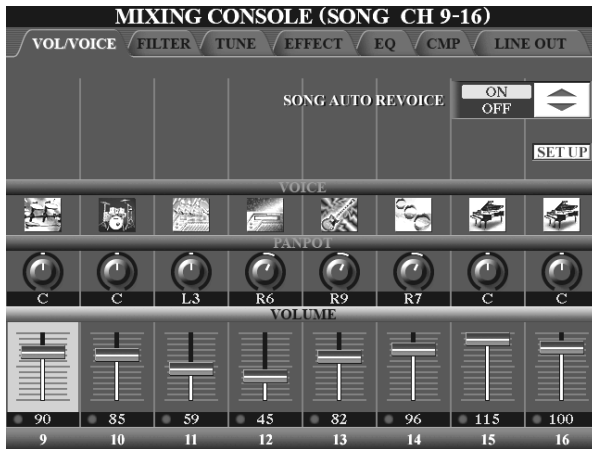 MIXING CONSOLE (SONG CH 9-16)
VOL/VOICE FILTER TUNE EFFECT EQ CMP LINE OUT
SONG AUTO REVOICE
ON
OFF
SET UP
VOICE
PANPOT
C C L3 R6 R9 R7 C C
VOLUME
90 85 59 45 82 96 115 100
9 10 11 12 13 14 15 16